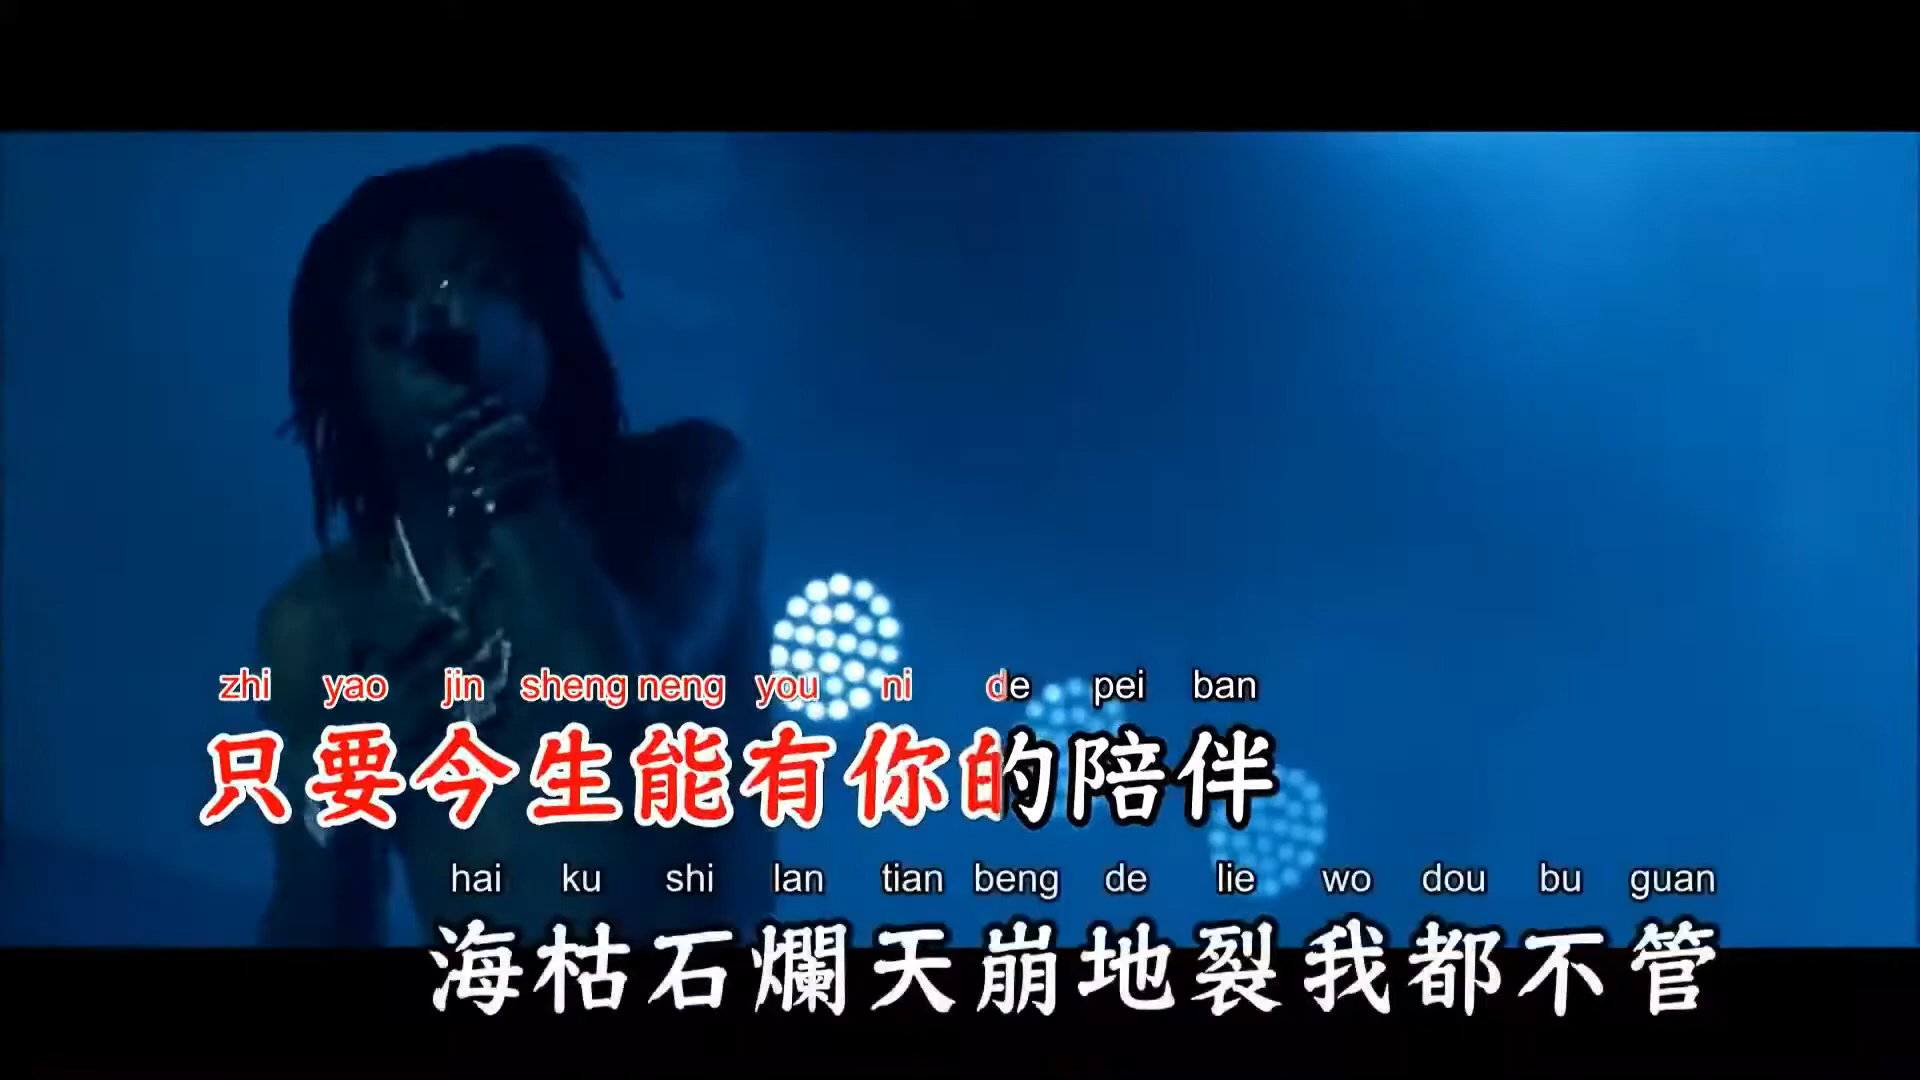 zhi yao jin sheng neng you ni de pei ban
只要今生能有你的陪伴
hai ku shi lan tian beng de lie wo dou bu guan
海枯石爛天崩地裂我都不管